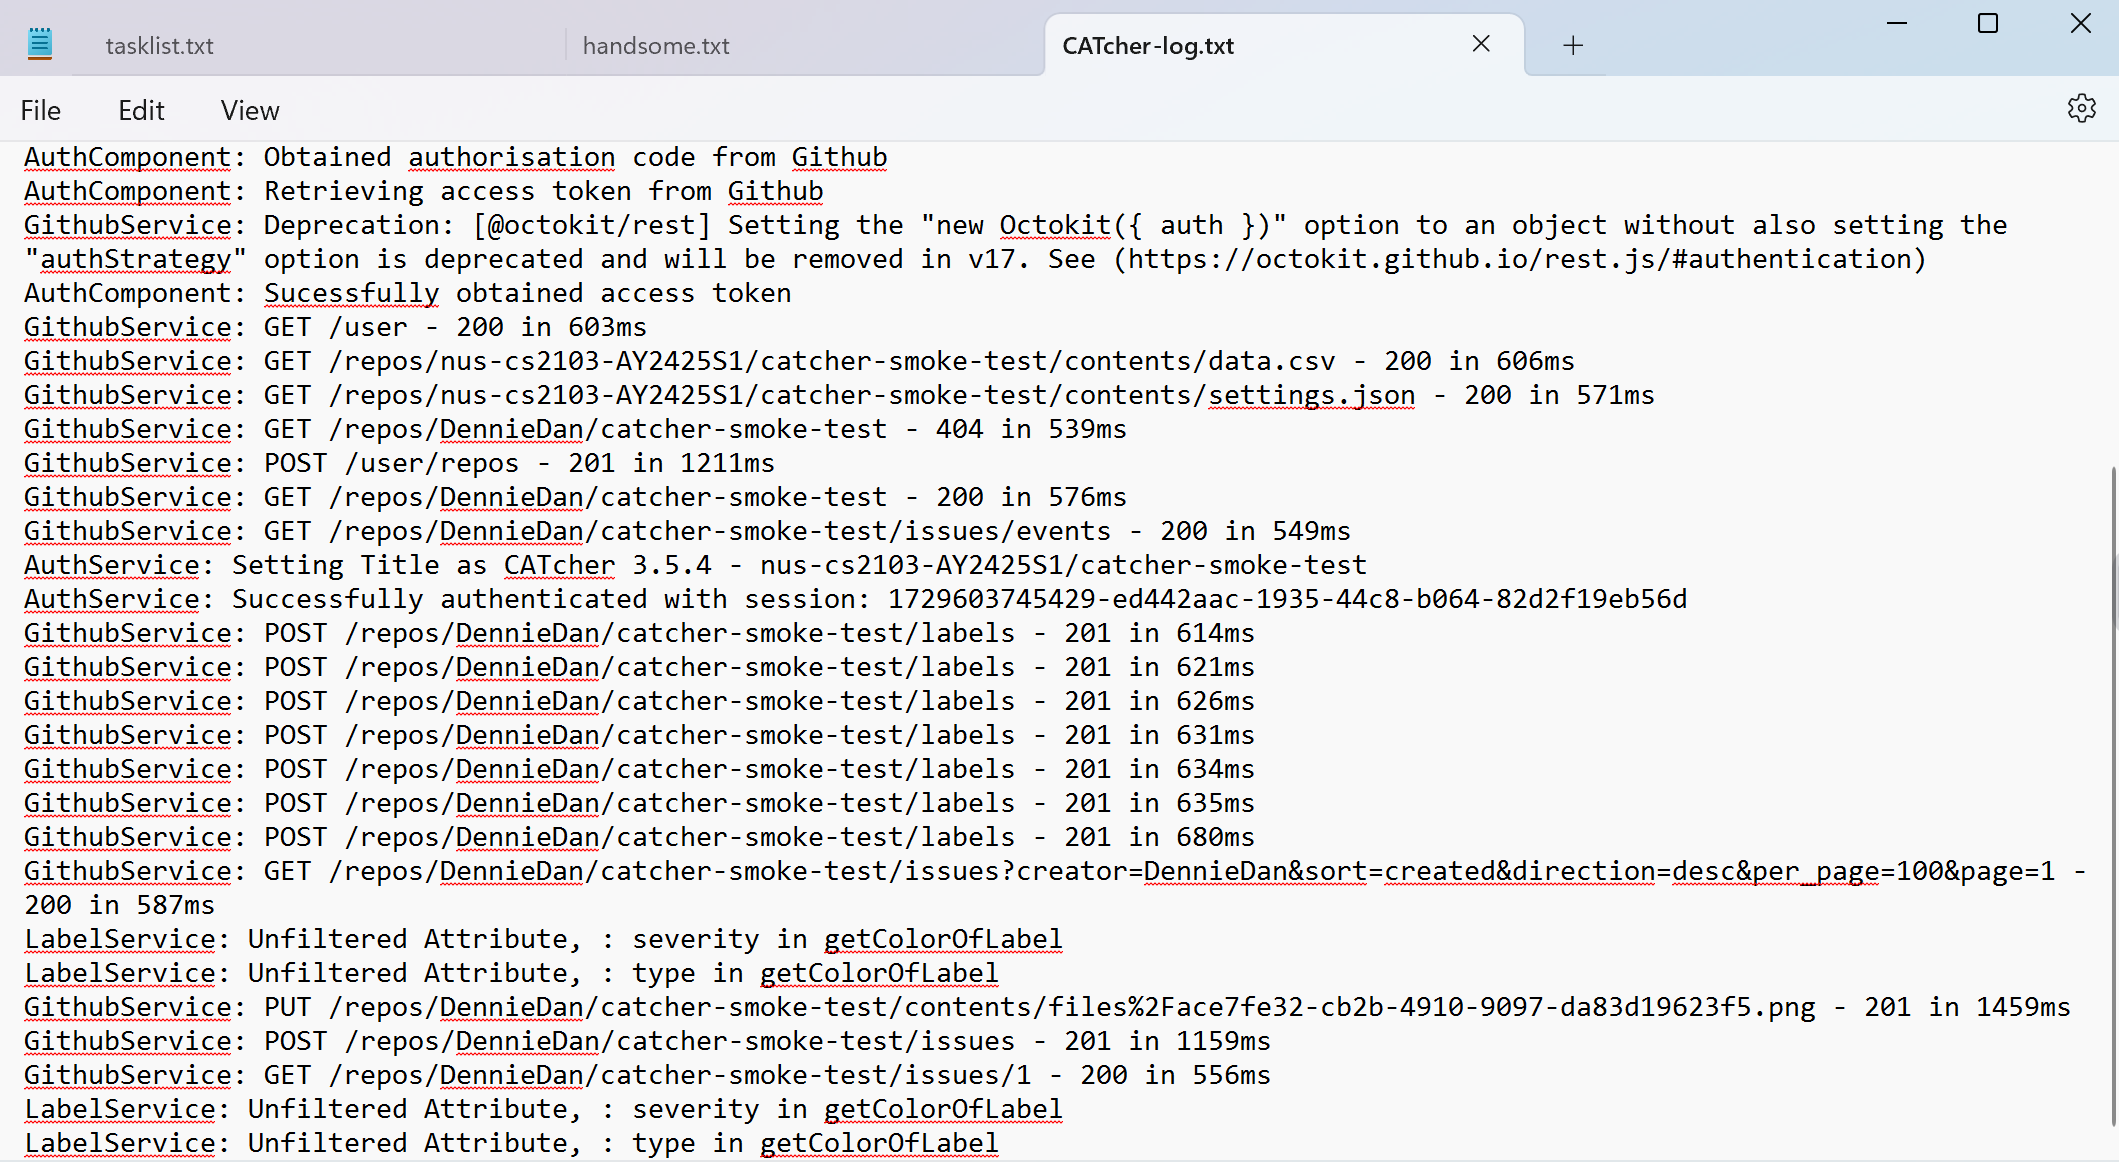 tasklist.txt handsome.txt CATcher-log.txt
File Edit View
AuthComponent: Obtained authorisation code from Github
AuthComponent: Retrieving access token from Github
GithubService: Deprecation: [@octokit/rest] Setting the "new Octokit({ auth })" option to an object without also setting the
"authStrategy" option is deprecated and will be removed in v17. See (https://octokit.github.io/rest.js/#authentication)
AuthComponent: Sucessfully obtained access token
GithubService: GET /user - 200 in 603ms
GithubService: GET /repos/nus-cs2103-AY2425S1/catcher-smoke-test/contents/data.csv - 200 in 606ms
GithubService: GET /repos/nus-cs2103-AY2425S1/catcher-smoke-test/contents/settings.json - 200 in 571ms
GithubService: GET /repos/DennieDan/catcher-smoke-test - 404 in 539ms
GithubService: POST /user/repos - 201 in 1211ms
GithubService: GET /repos/DennieDan/catcher-smoke-test - 200 in 576ms
GithubService: GET /repos/DennieDan/catcher-smoke-test/issues/events - 200 in 549ms
AuthService: Setting Title as CATcher 3.5.4 - nus-cs2103-AY2425S1/catcher-smoke-test
AuthService: Successfully authenticated with session: 1729603745429-ed442aac-1935-44c8-b064-82d2f19eb56d
GithubService: POST /repos/DennieDan/catcher-smoke-test/labels - 201 in 614ms
GithubService: POST /repos/DennieDan/catcher-smoke-test/labels - 201 in 621ms
GithubService: POST /repos/DennieDan/catcher-smoke-test/labels - 201 in 626ms
GithubService: POST /repos/DennieDan/catcher-smoke-test/labels - 201 in 631ms
GithubService: POST /repos/DennieDan/catcher-smoke-test/labels - 201 in 634ms
GithubService: POST /repos/DennieDan/catcher-smoke-test/labels - 201 in 635ms
GithubService: POST /repos/DennieDan/catcher-smoke-test/labels - 201 in 680ms
GithubService: GET /repos/DennieDan/catcher-smoke-test/issues?creator=DennieDan&sort=created&direction=desc&per_page=100&page=1 -
200 in 587ms
LabelService: Unfiltered Attribute, : severity in getColorOfLabel
LabelService: Unfiltered Attribute, : type in getColorOfLabel
GithubService: PUT /repos/DennieDan/catcher-smoke-test/contents/files%2Face7fe32-cb2b-4910-9097-da83d19623f5.png - 201 in 1459ms
GithubService: POST /repos/DennieDan/catcher-smoke-test/issues - 201 in 1159ms
GithubService: GET /repos/DennieDan/catcher-smoke-test/issues/1 - 200 in 556ms
LabelService: Unfiltered Attribute, : severity in getColorOfLabel
LabelService: Unfiltered Attribute, : type in getColorOfLabel